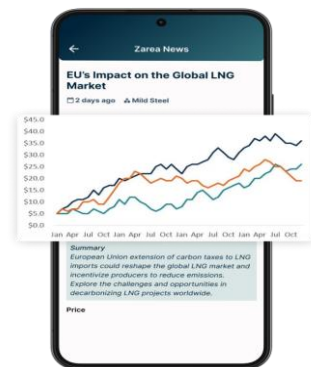 Zarea News
EU's Impact on the Global LNG
Market
2 days ago Mild Steel
$45.0
$40.0
$35.0
$30.0
$25.0
$20.0
$15.0
$10.0
$5.0
$0.0
Jan Apr Jul Oct Jan Apr Jul Oct Jan Apr Jul Oct Jan Apr Jul Oct
Summary
European Union extension of carbon taxes to LNG
imports could reshape the global LNG market and
incentivize producers to reduce emissions.
Explore the challenges and opportunities in
decarbonizing LNG projects worldwide.
Price